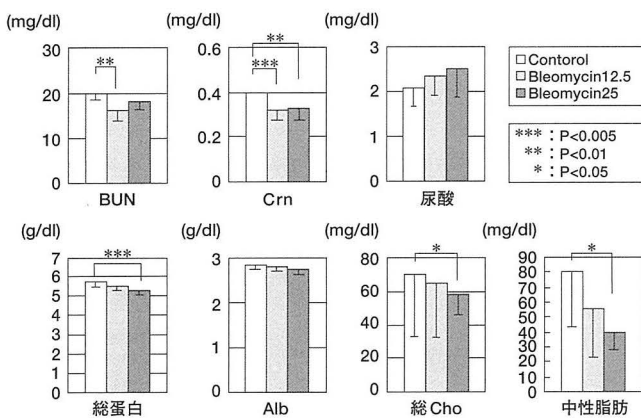 (mg/dl)
**
30
20
10
0
BUN
(mg/dl)
**
***
0.6
0.4
0.2
0
Crn
(mg/dl)
3
2
1
0
尿酸
Contorol
Bleomycin12.5
Bleomycin25
***：P<0.005
**：P<0.01
*：P<0.05
(g/dl)
***
7
6
5
4
3
2
1
0
総蛋白
(g/dl)
3
2
1
0
Alb
(mg/dl)
*
80
60
40
20
0
総Cho
(mg/dl)
*
90
80
70
60
50
40
30
20
10
0
中性脂肪